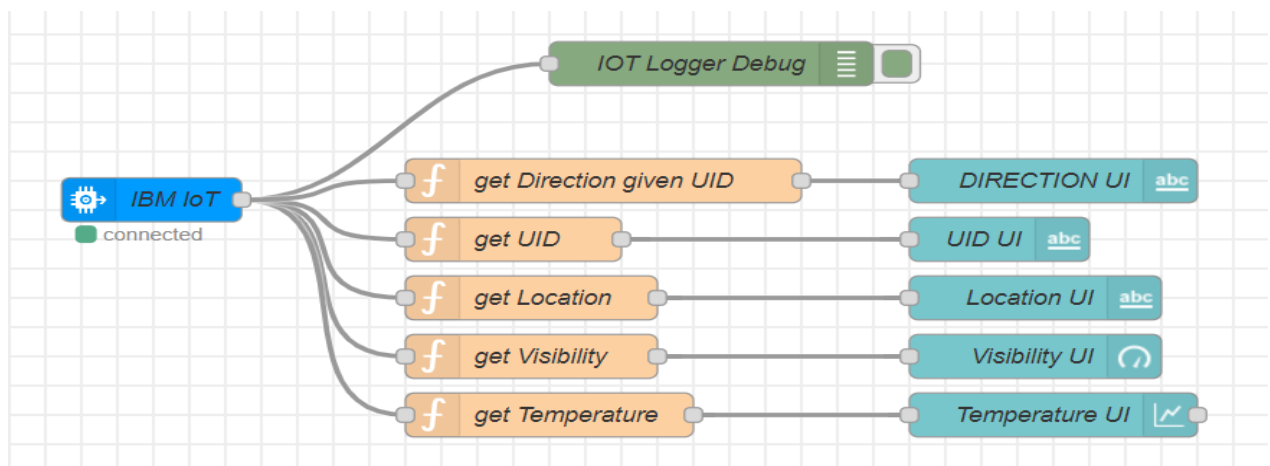 IOT Logger Debug
IBM IoT
connected
get Direction given UID
DIRECTION UI abc
get UID
UID UI abc
get Location
Location UI abc
get Visibility
Visibility UI
get Temperature
Temperature UI